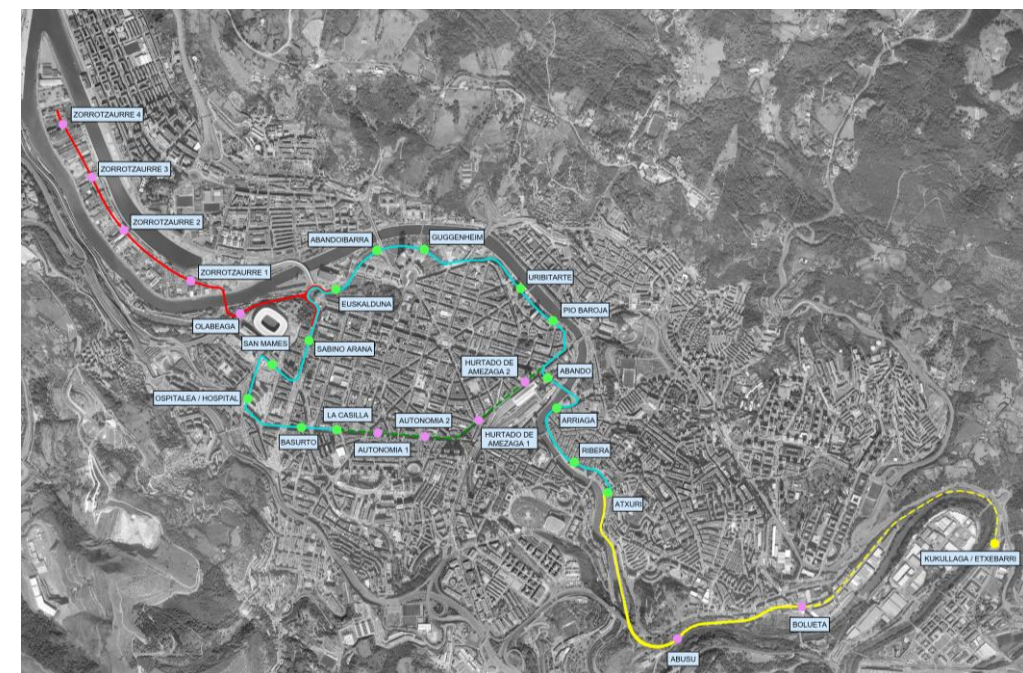 ZORROTZAURRE 4
ZORROTZAURRE 3
ZORROTZAURRE 2
ABANDOIBARRA
GUGGENHEIM
ZORROTZAURRE 1
URIBITARTE
EUSKALDUNA
PIO BAROJA
OLABEAGA
SAN MAMES
SABINO ARANA
HURTADO DE
AMEZAGA 2
ABANDO
OSPITALEA / HOSPITAL
LA CASILLA
AUTONOMIA 2
ARRIAGA
BASURTO
AUTONOMIA 1
HURTADO DE
AMEZAGA 1
RIBERA
ATXURI
KUKULLAGA / ETXEBARRI
BOLUETA
ABUSU